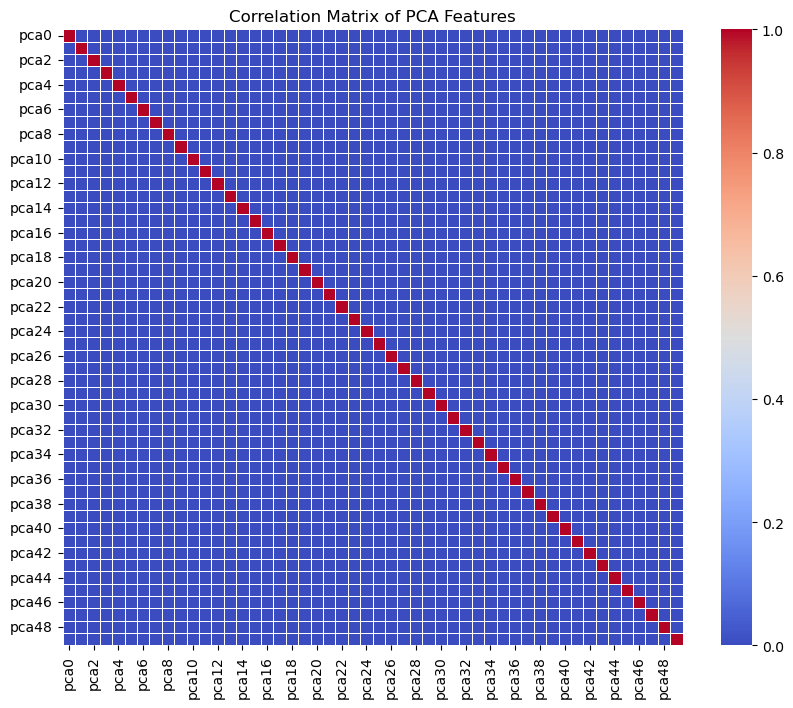 Correlation Matrix of PCA Features
pca0
pca2
pca4
pca6
pca8
pca10
pca12
pca14
pca16
pca18
pca20
pca22
pca24
pca26
pca28
pca30
pca32
pca34
pca36
pca38
pca40
pca42
pca44
pca46
pca48
pca0
pca2
pca4
pca6
pca8
pca10
pca12
pca14
pca16
pca18
pca20
pca22
pca24
pca26
pca28
pca30
pca32
pca34
pca36
pca38
pca40
pca42
pca44
pca46
pca48
1.0
0.8
0.6
0.4
0.2
0.0